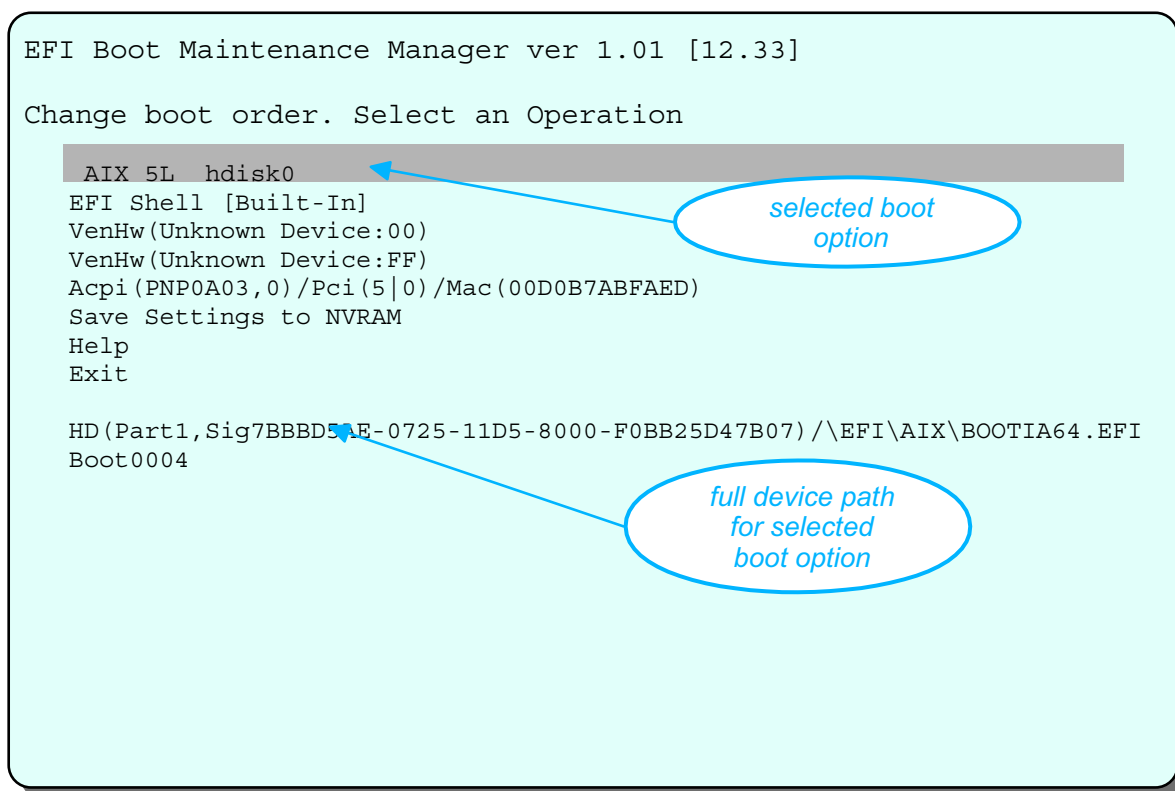 EFI Boot Maintenance Manager ver 1.01 [12.33]
Change boot order. Select an Operation
AIX 5L hdisk0
EFI Shell [Built-In]
VenHw(Unknown Device:00)
VenHw(Unknown Device:FF)
Acpi(PNP0A03,0)/Pci(5|0)/Mac(00D0B7ABFAED)
Save Settings to NVRAM
Help
Exit
selected boot
option
HD(Part1,Sig7BBBD5AE-0725-11D5-8000-F0BB25D47B07)/\EFI\AIX\BOOTIA64.EFI
Boot0004
full device path
for selected
boot option